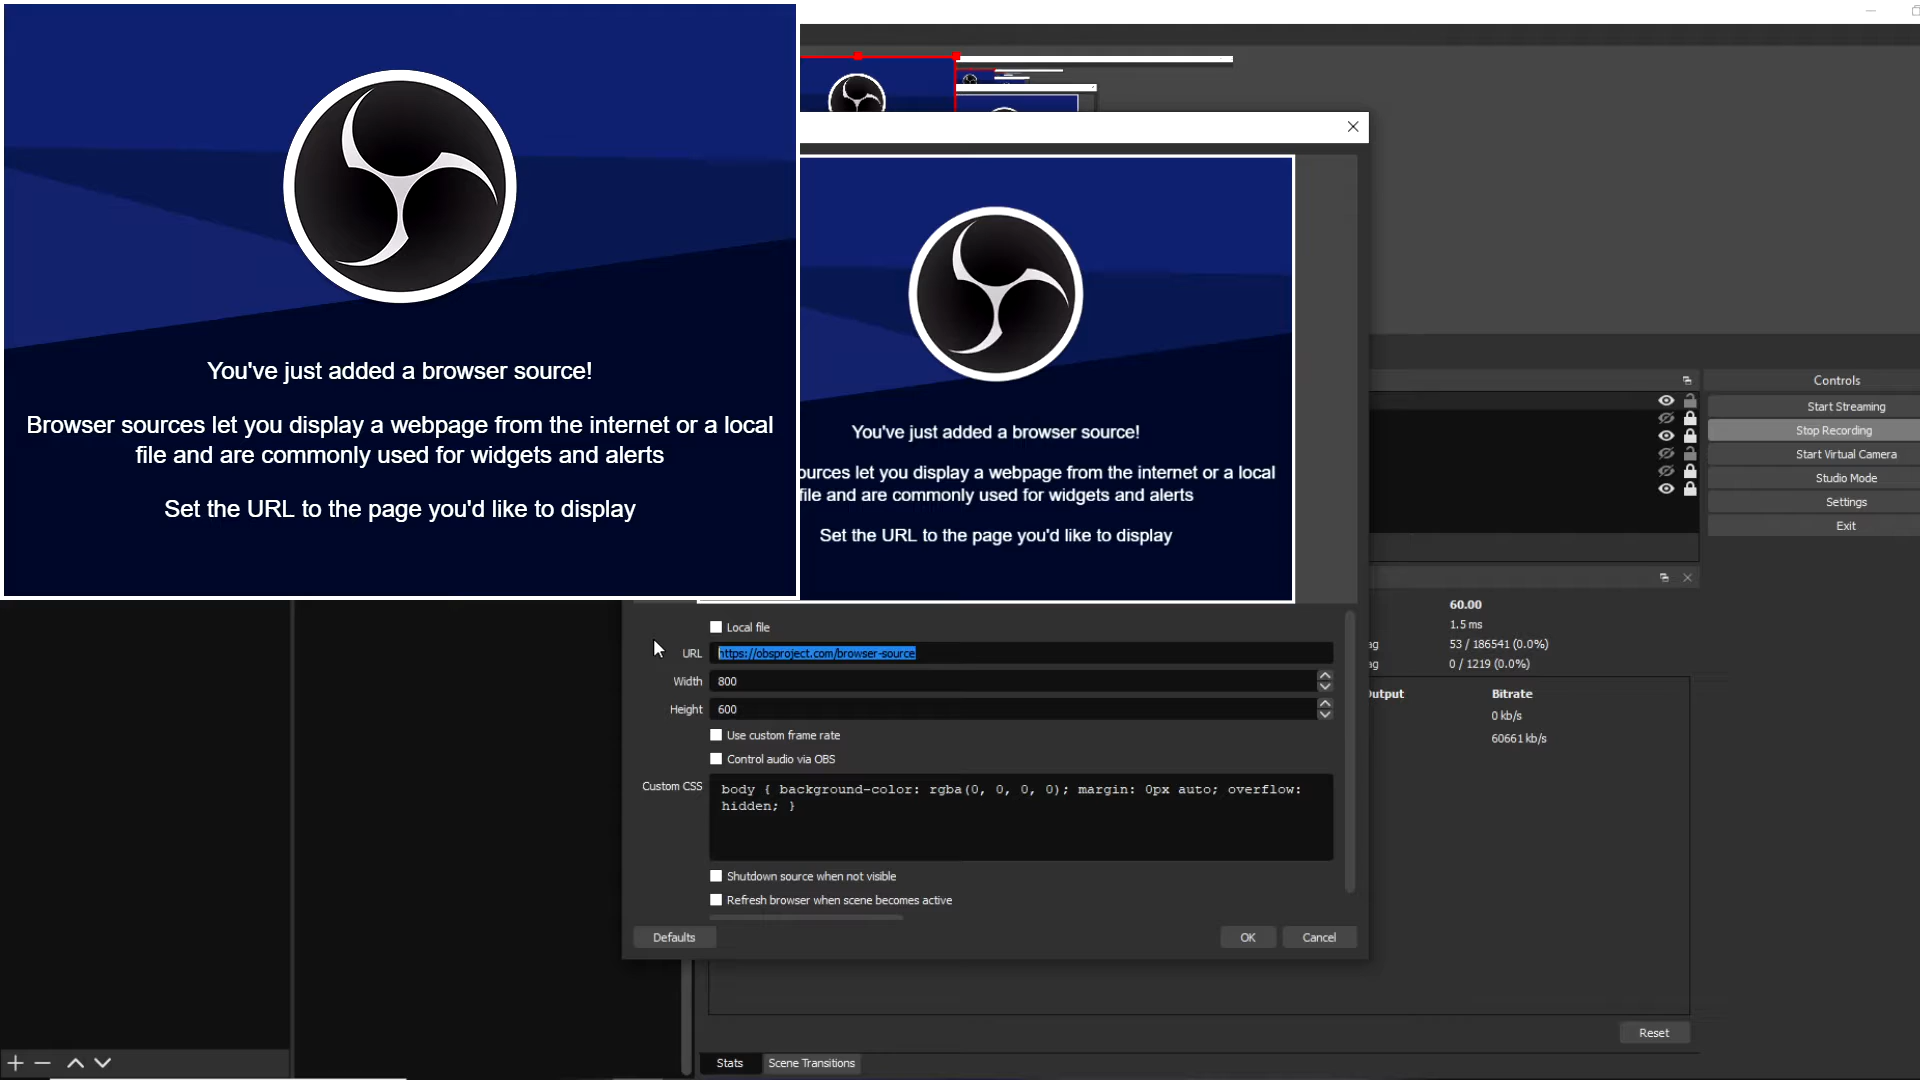 You've just added a browser source!
Browser sources let you display a webpage from the internet or a local
file and are commonly used for widgets and alerts
Set the URL to the page you'd like to display
You've just added a browser source!
ources let you display a webpage from the internet or a local
file and are commonly used for widgets and alerts
Set the URL to the page you'd like to display
Local file
URL https://obsproject.com/browser-source
Width 800
Height 600
Use custom frame rate
Control audio via OBS
Custom CSS body { background-color: rgba(0, 0, 0, 0); margin: 0px auto; overflow:
hidden; }
Shutdown source when not visible
Refresh browser when scene becomes active
Defaults OK Cancel
Controls
Start Streaming
Stop Recording
Start Virtual Camera
Studio Mode
Settings
Exit
60.00
1.5 ms
ag 53 / 186541 (0.0%)
ag 0 / 1219 (0.0%)
Output Bitrate
0 kb/s
60661 kb/s
Reset
Stats Scene Transitions